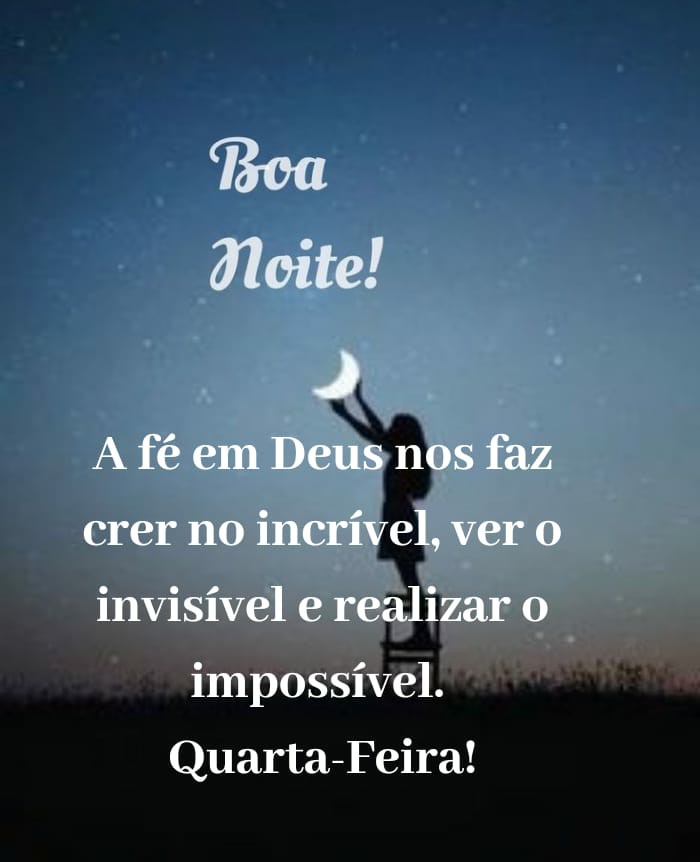 Boa
Noite!
A fé em Deus nos faz
crer no incrível, ver o
invisível e realizar o
impossível.
Quarta-Feira!